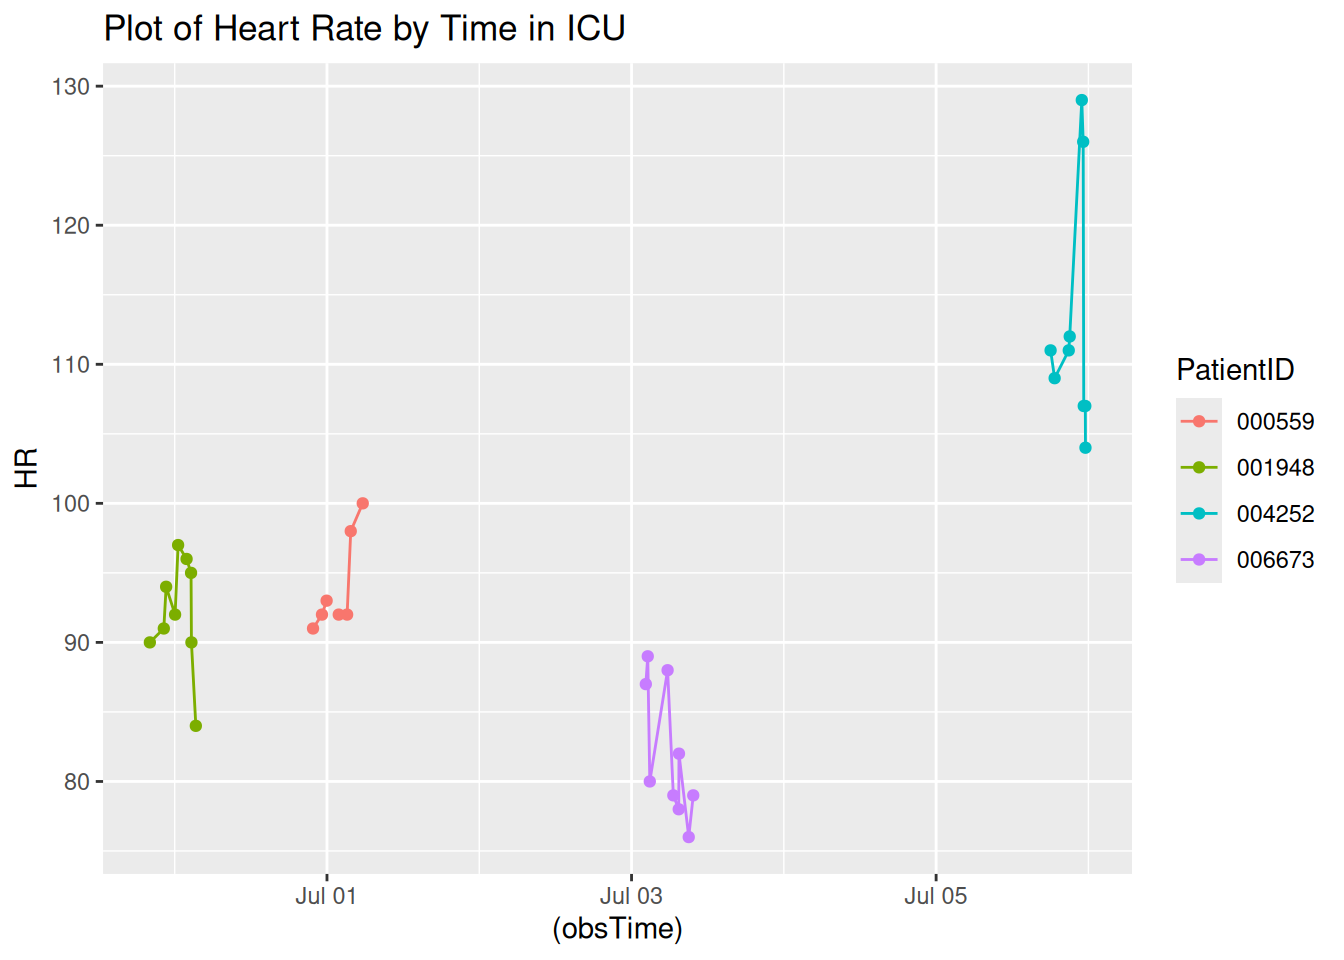 Plot of Heart Rate by Time in ICU
130
120
110
100
90
80
HR
Jul 01
Jul 03
Jul 05
(obsTime)
PatientID
000559
001948
004252
006673